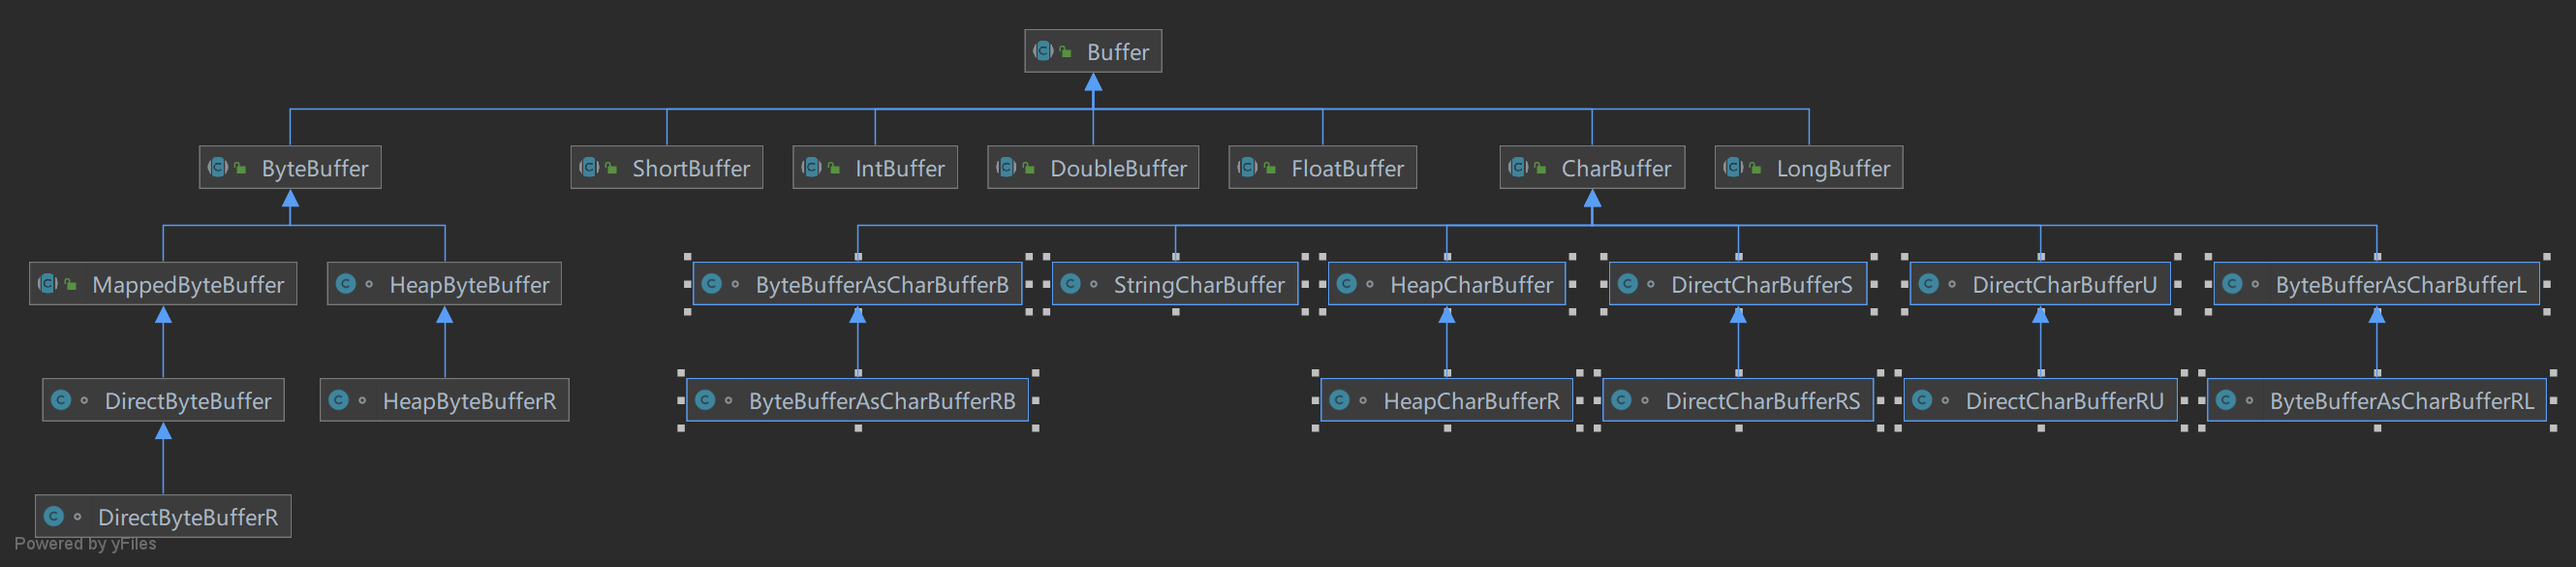 Buffer
ByteBuffer
ShortBuffer
IntBuffer
DoubleBuffer
FloatBuffer
CharBuffer
LongBuffer
MappedByteBuffer
HeapByteBuffer
ByteBufferAsCharBufferB
StringCharBuffer
HeapCharBuffer
DirectCharBufferS
DirectCharBufferU
ByteBufferAsCharBufferL
DirectByteBuffer
HeapByteBufferR
ByteBufferAsCharBufferRB
HeapCharBufferR
DirectCharBufferRS
DirectCharBufferRU
ByteBufferAsCharBufferRL
DirectByteBufferR
Powered by yFiles